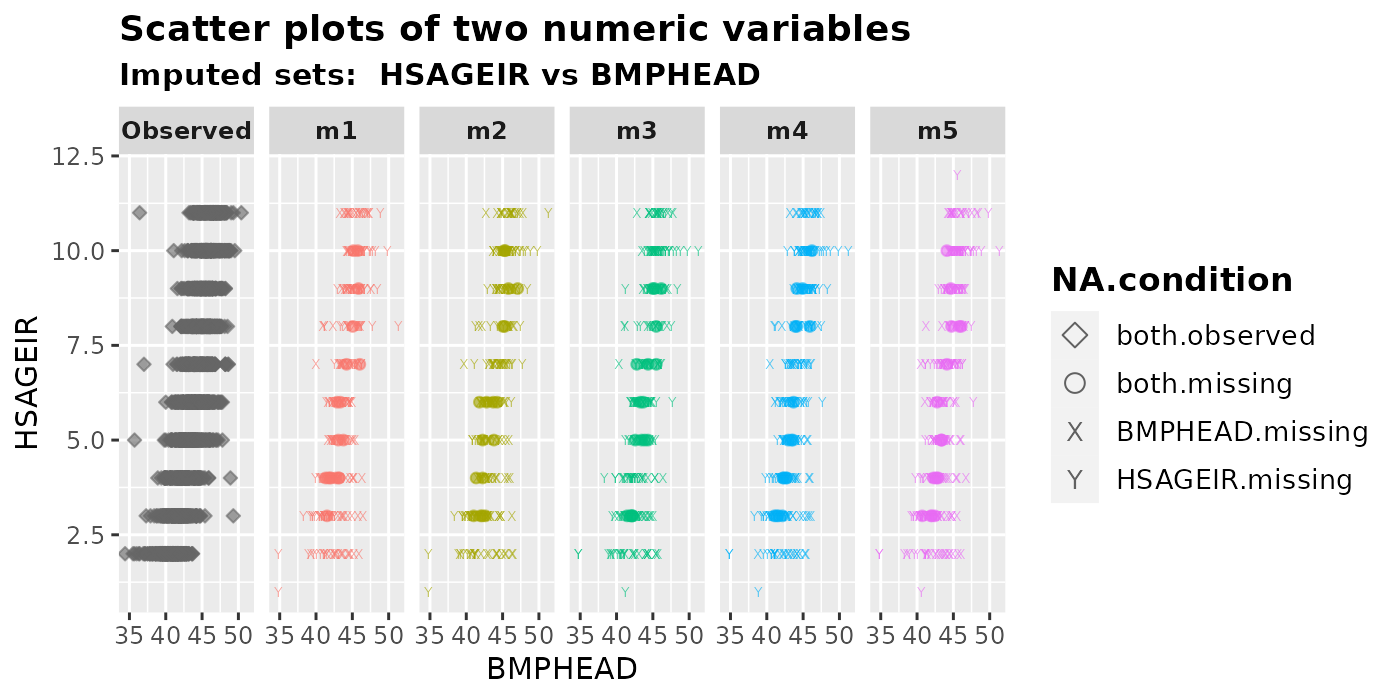 Scatter plots of two numeric variables
Imputed sets:  HSAGEIR vs BMPHEAD
Observed m1 m2 m3 m4 m5
12.5
10.0
7.5
5.0
2.5
HSAGEIR
35 40 45 50 35 40 45 50 35 40 45 50 35 40 45 50 35 40 45 50 35 40 45 50
BMPHEAD
NA.condition
both.observed
both.missing
X BMPHEAD.missing
Y HSAGEIR.missing